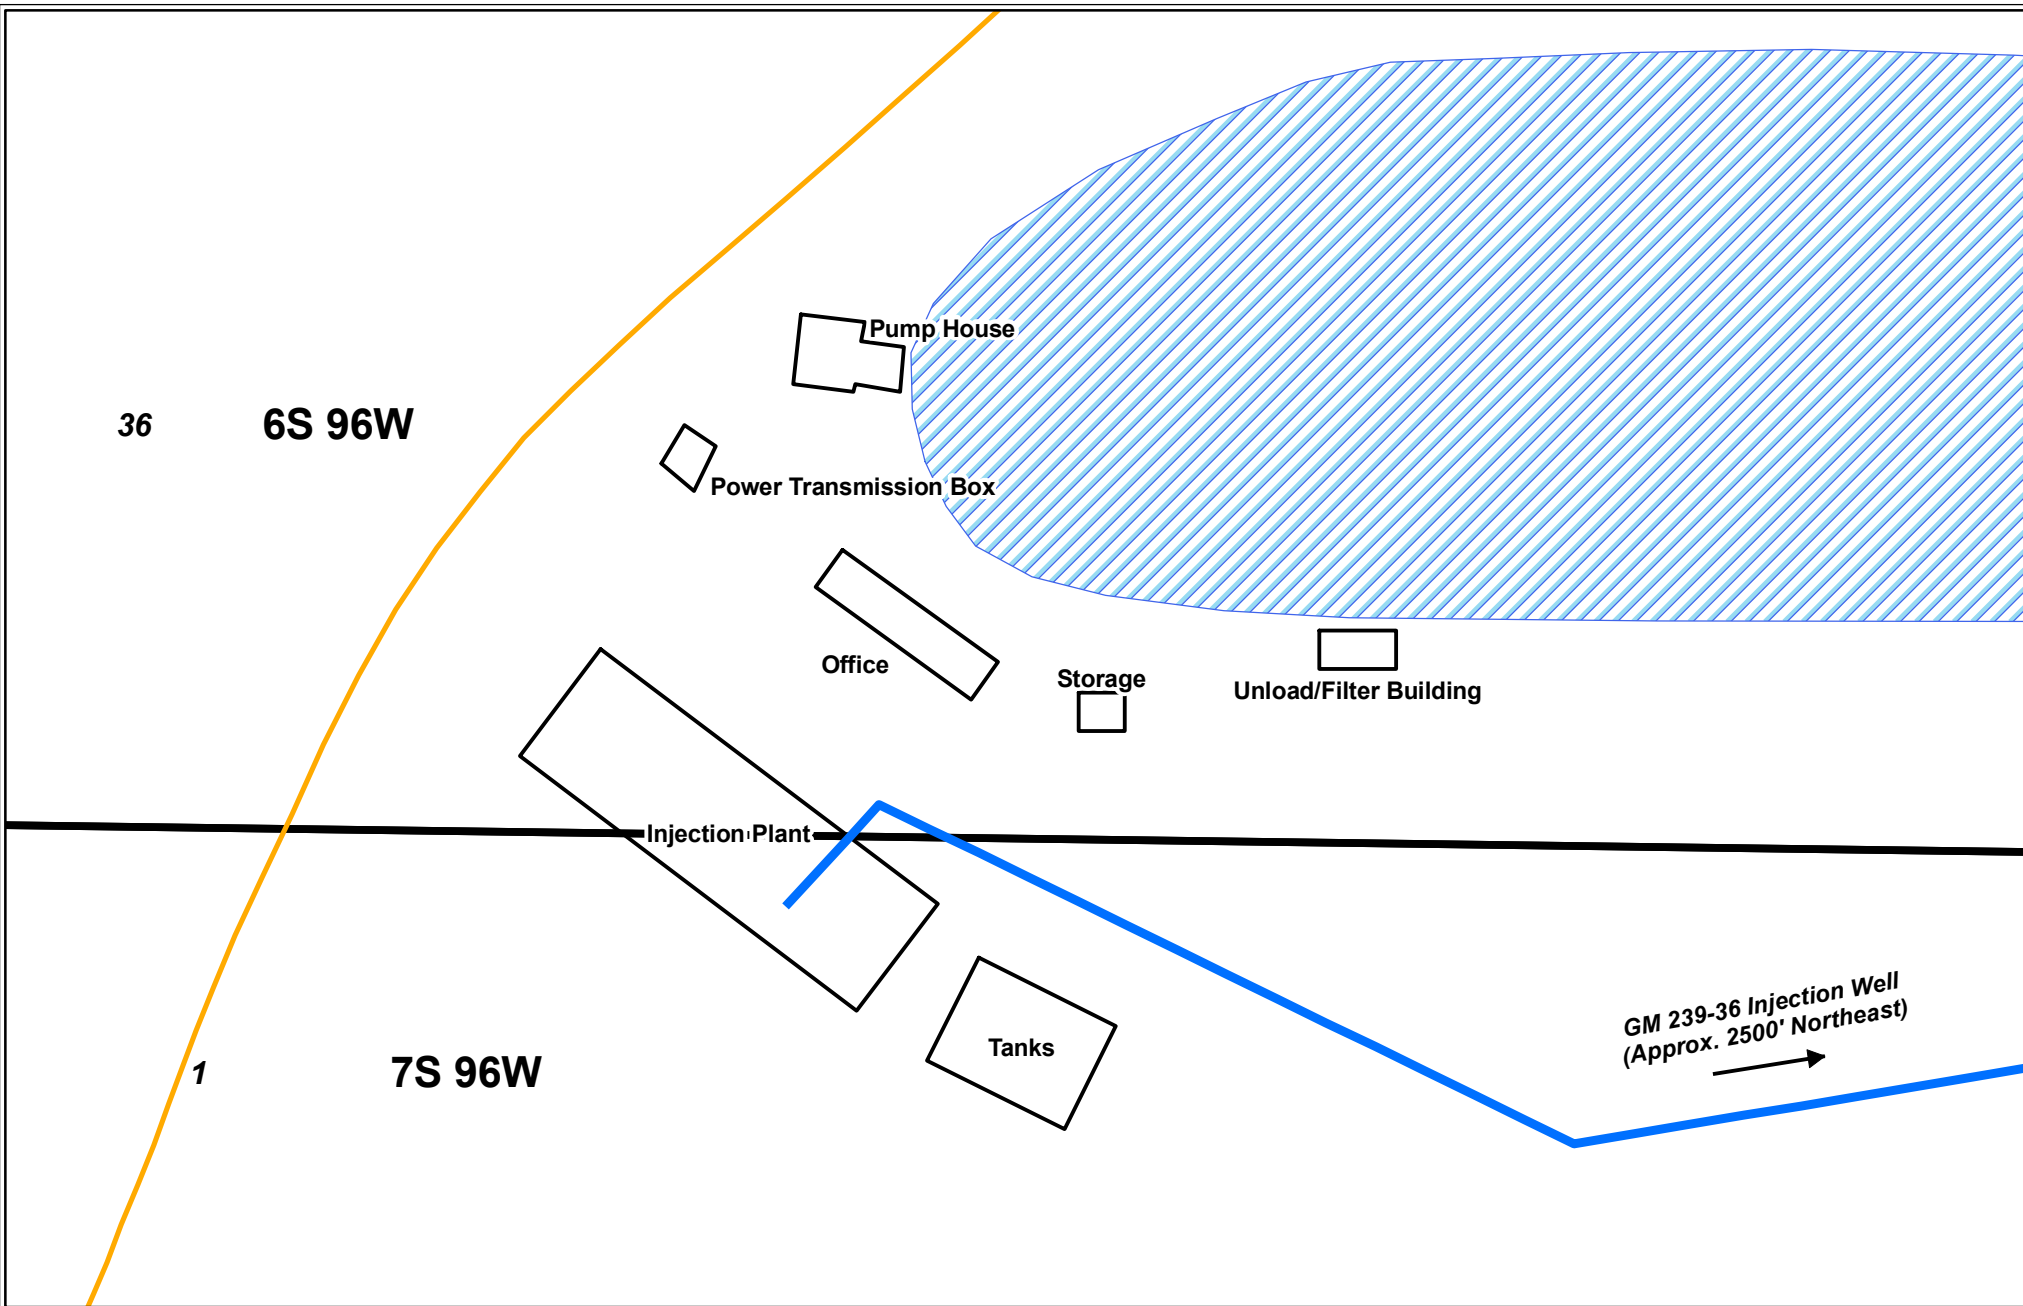 Pump House
36
6S 96W
Power Transmission Box
Office
Storage
Unload/Filter Building
Injection Plant
GM 239-36 Injection Well
(Approx. 2500' Northeast)
Tanks
1
7S 96W